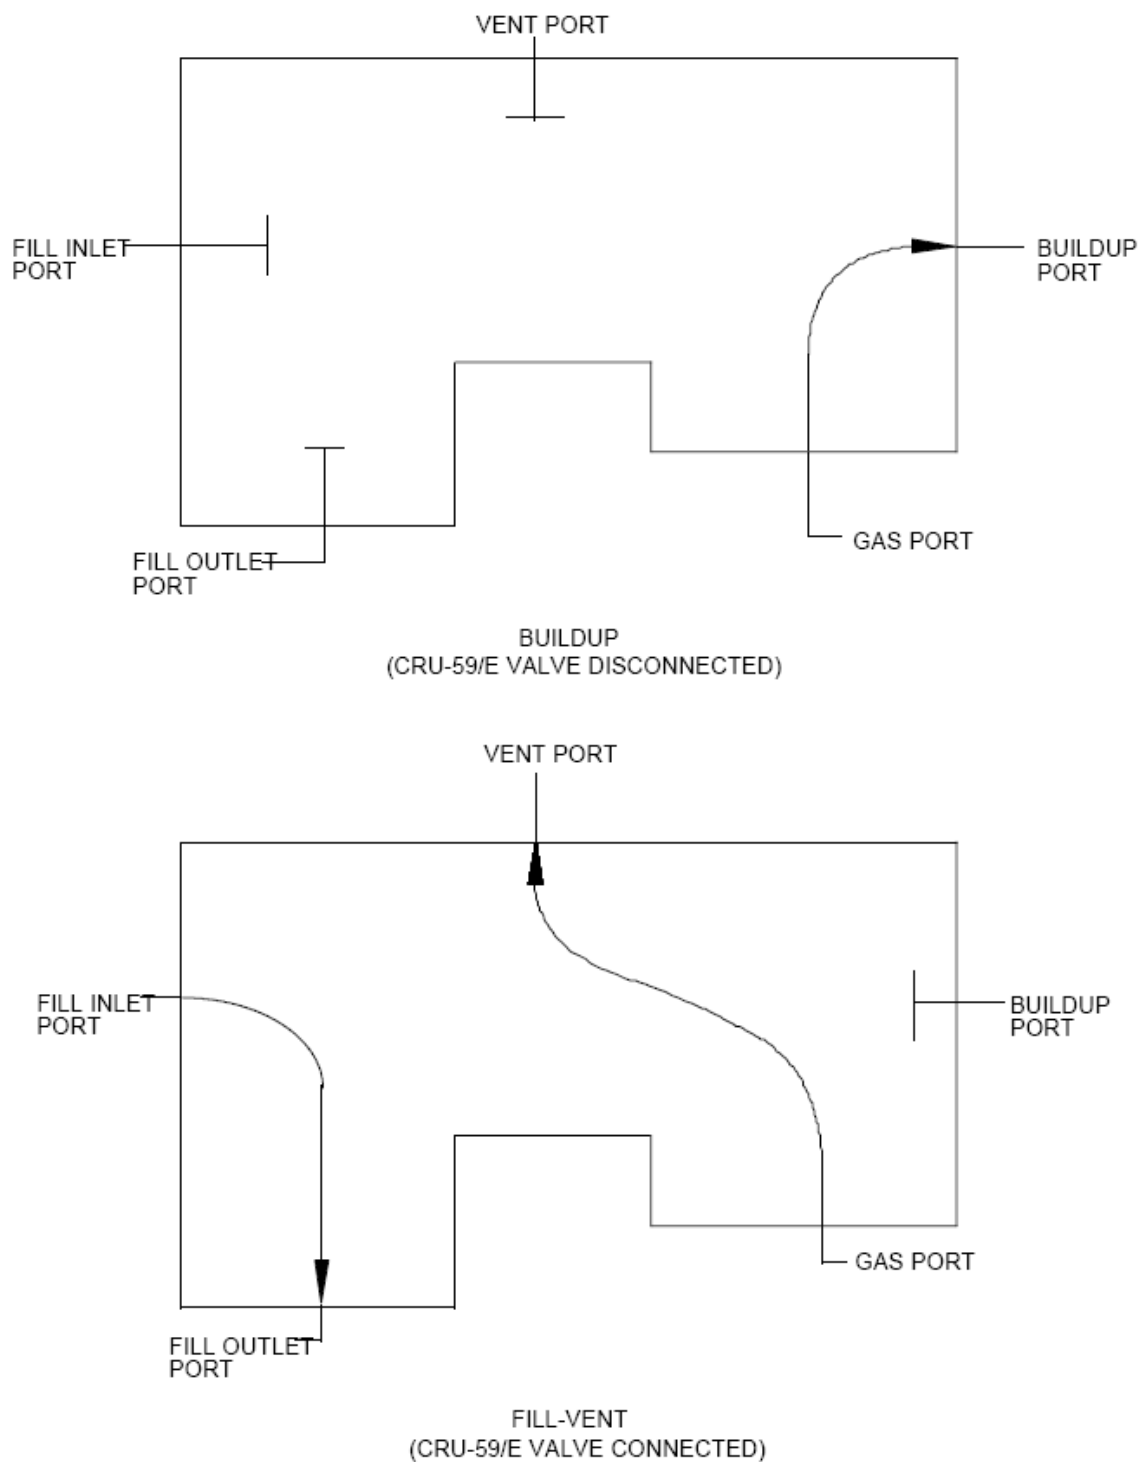 VENT PORT
FILL INLET
PORT
BUILDUP
PORT
FILL OUTLET
PORT
GAS PORT
BUILDUP
(CRU-59/E VALVE DISCONNECTED)
VENT PORT
FILL INLET
PORT
BUILDUP
PORT
GAS PORT
FILL OUTLET
PORT
FILL-VENT
(CRU-59/E VALVE CONNECTED)